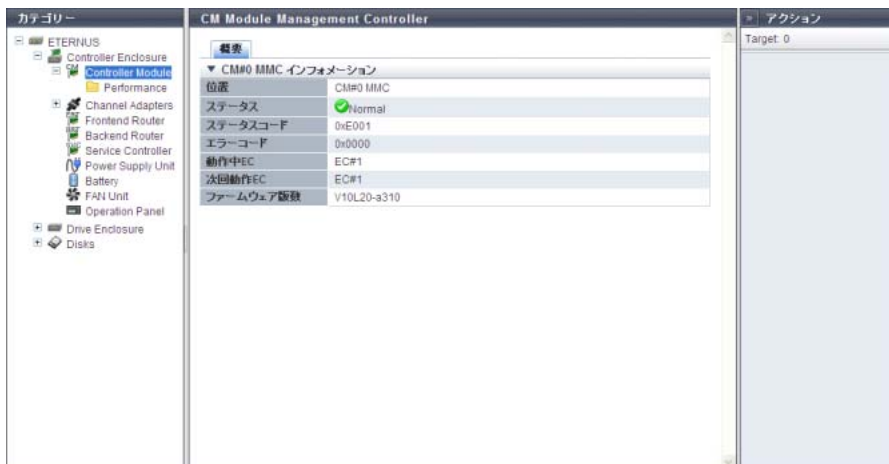 カテゴリー
ETERNUS
Controller Enclosure
Controller Module
Performance
Channel Adapters
Frontend Router
Backend Router
Service Controller
Power Supply Unit
Battery
FAN Unit
Operation Panel
Drive Enclosure
Disks
CM Module Management Controller
概要
▼ CM#0 MMC インフォメーション
位置 CM#0 MMC
ステータス Normal
ステータスコード 0xE001
エラーコード 0x0000
動作中EC EC#1
次回動作EC EC#1
ファームウェア版数 V10L20-a310
» アクション
Target: 0